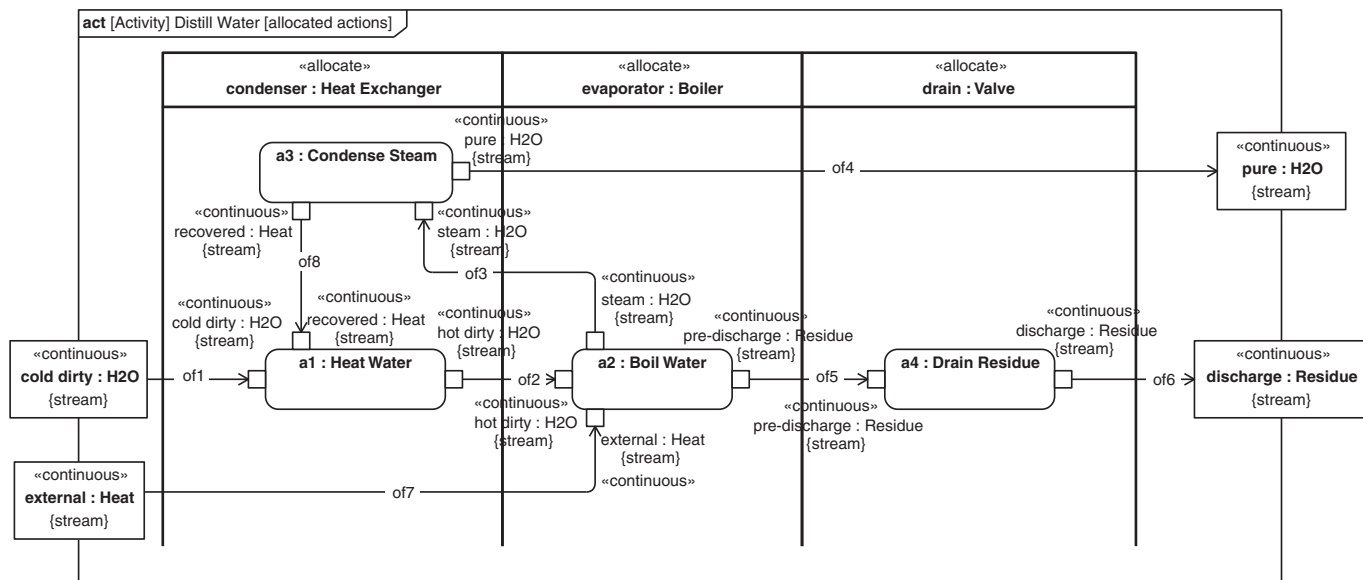 act [Activity] Distill Water [allocated actions]
«allocate»
condenser : Heat Exchanger
«allocate»
evaporator : Boiler
«allocate»
drain : Valve
«continuous»
pure : H2O
{stream}
a3 : Condense Steam
of4
«continuous»
pure : H2O
{stream}
«continuous»
recovered : Heat
{stream}
«continuous»
steam : H2O
{stream}
of8
of3
«continuous»
cold dirty : H2O
{stream}
«continuous»
recovered : Heat
{stream}
«continuous»
hot dirty : H2O
{stream}
«continuous»
steam : H2O
{stream}
«continuous»
pre-discharge : Residue
{stream}
«continuous»
discharge : Residue
{stream}
«continuous»
cold dirty : H2O
{stream}
of1
a1 : Heat Water
of2
a2 : Boil Water
of5
a4 : Drain Residue
of6
«continuous»
discharge : Residue
{stream}
«continuous»
hot dirty : H2O
{stream}
«continuous»
pre-discharge : Residue
{stream}
external : Heat
{stream}
«continuous»
«continuous»
external : Heat
{stream}
of7